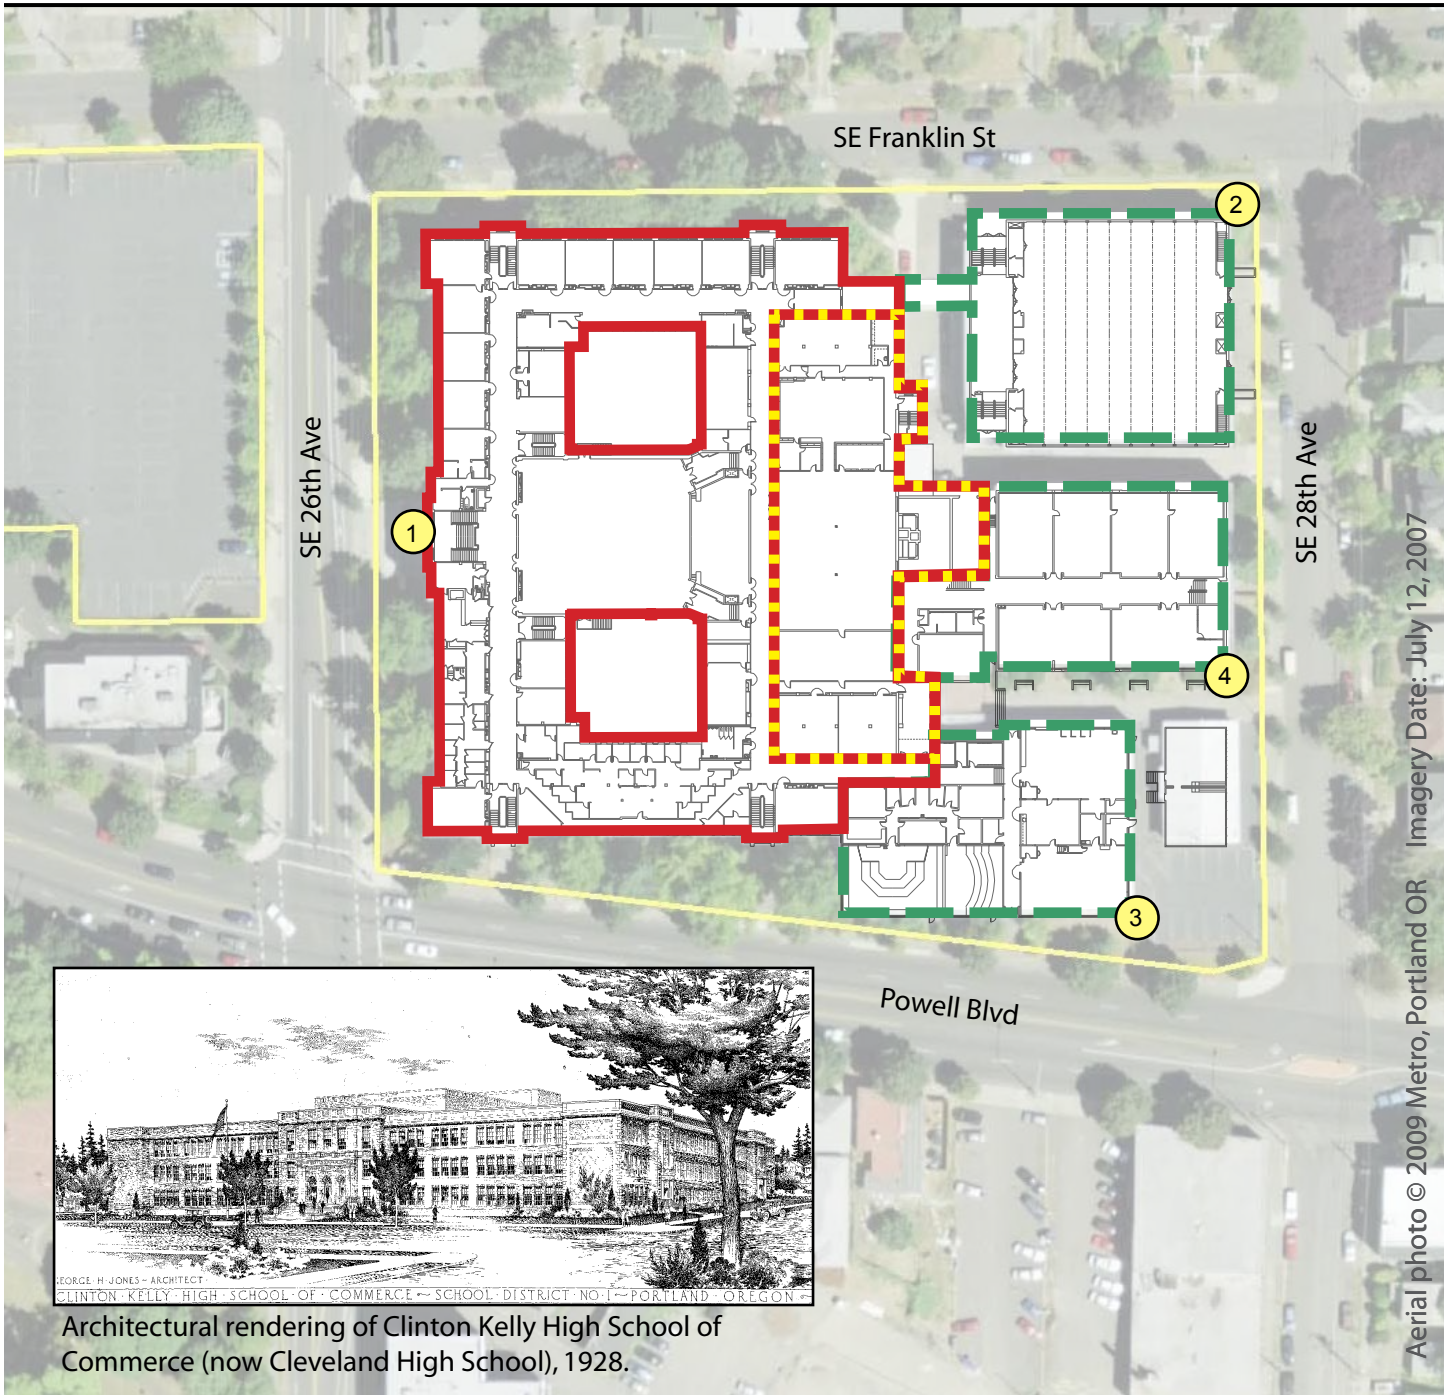 SE Franklin St
2
SE 26th Ave
1
SE 28th Ave
4
3
Powell Blvd
Aerial photo © 2009 Metro, Portland OR    Imagery Date:  July 12, 2007
GEORGE · H · JONES ~ ARCHITECT
CLINTON · KELLY · HIGH · SCHOOL · OF · COMMERCE ~ SCHOOL · DISTRICT · NO · 1 ~ PORTLAND · OREGON
Architectural rendering of Clinton Kelly High School of
Commerce (now Cleveland High School), 1928.